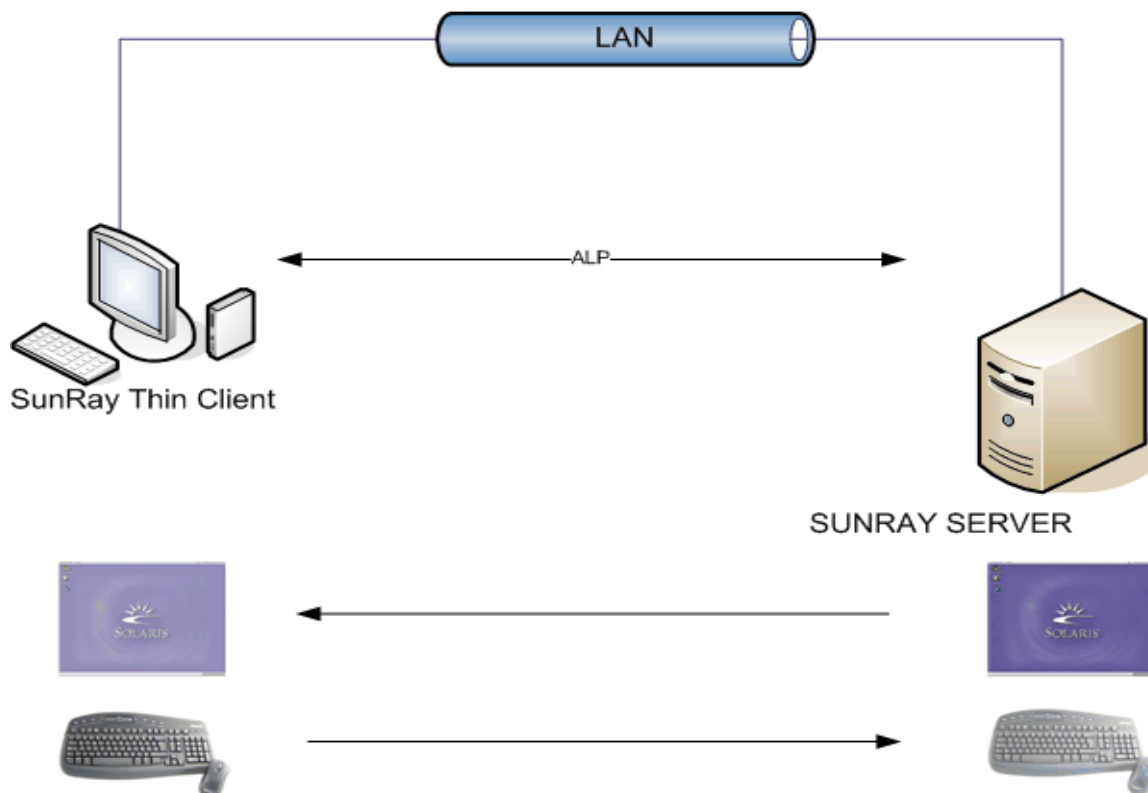 LAN
ALP
SunRay Thin Client
SUNRAY SERVER
SOLARIS
SOLARIS